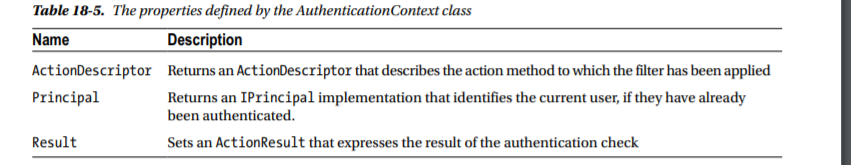 Table 18-5. The properties defined by the AuthenticationContext class
Name Description
ActionDescriptor Returns an ActionDescriptor that describes the action method to which the filter has been applied
Principal Returns an IPrincipal implementation that identifies the current user, if they have already
been authenticated.
Result Sets an ActionResult that expresses the result of the authentication check